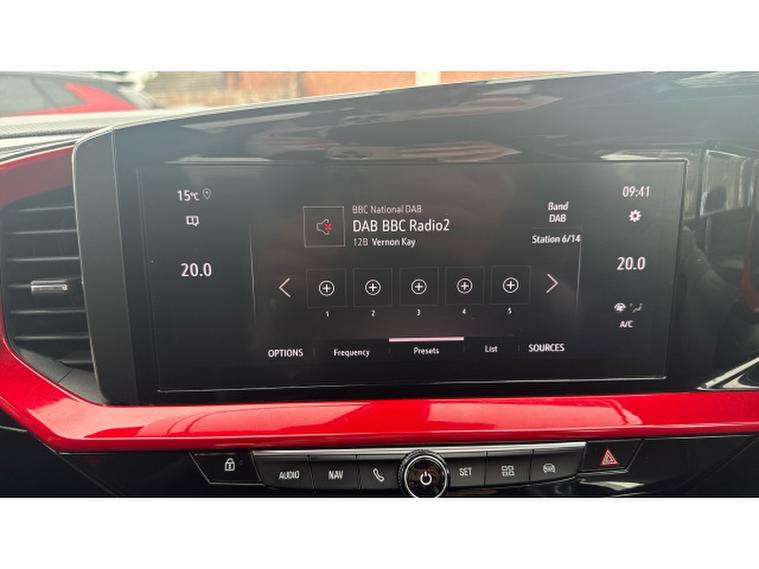 15°C
09:41
BBC National DAB
DAB BBC Radio2
12B Vernon Kay
Band
DAB
Station 6/14
20.0
20.0
1 2 3 4 5
A/C
OPTIONS Frequency Presets List SOURCES
AUDIO NAV SET